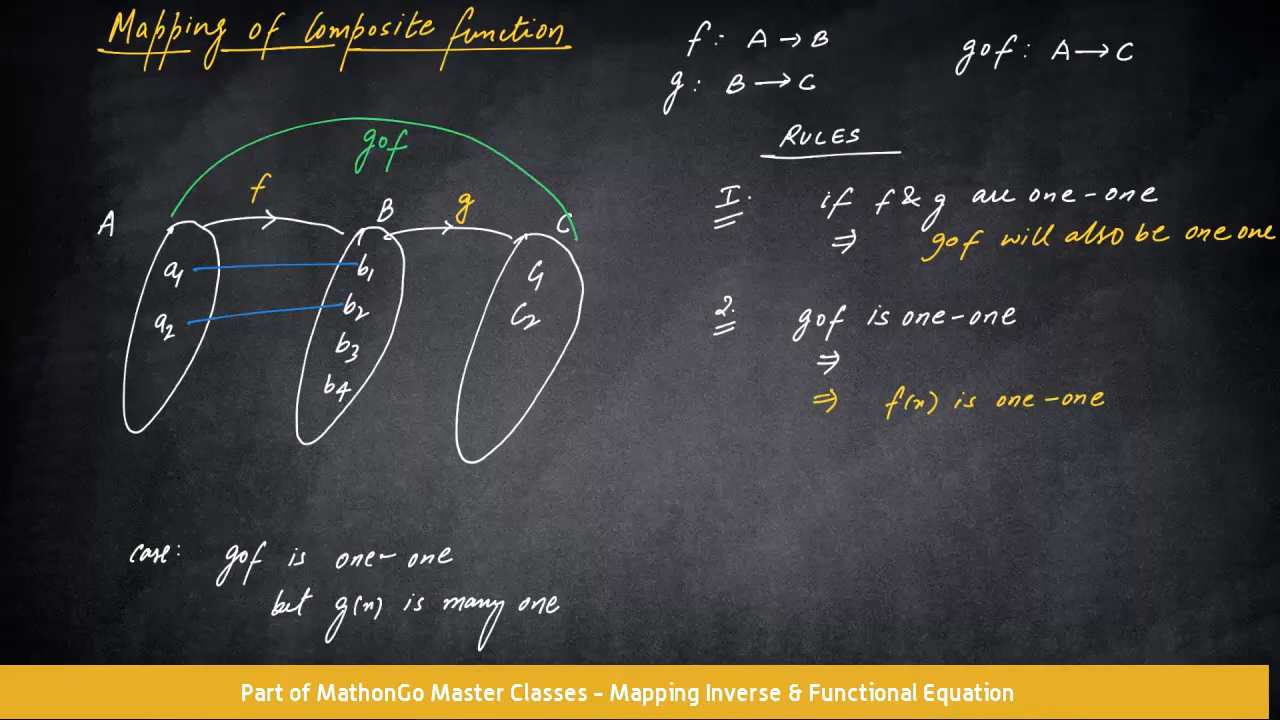 Mapping of Composite function
f: A → B
g: B → C
gof: A → C
RULES
I. if f & g are one-one
⇒ gof will also be one one
2. gof is one-one
⇒
⇒ f(x) is one-one
gof
f
g
A
B
C
a1
a2
b1
b2
b3
b4
C1
C2
case: gof is one-one
but g(x) is many one
Part of MathonGo Master Classes - Mapping Inverse & Functional Equation